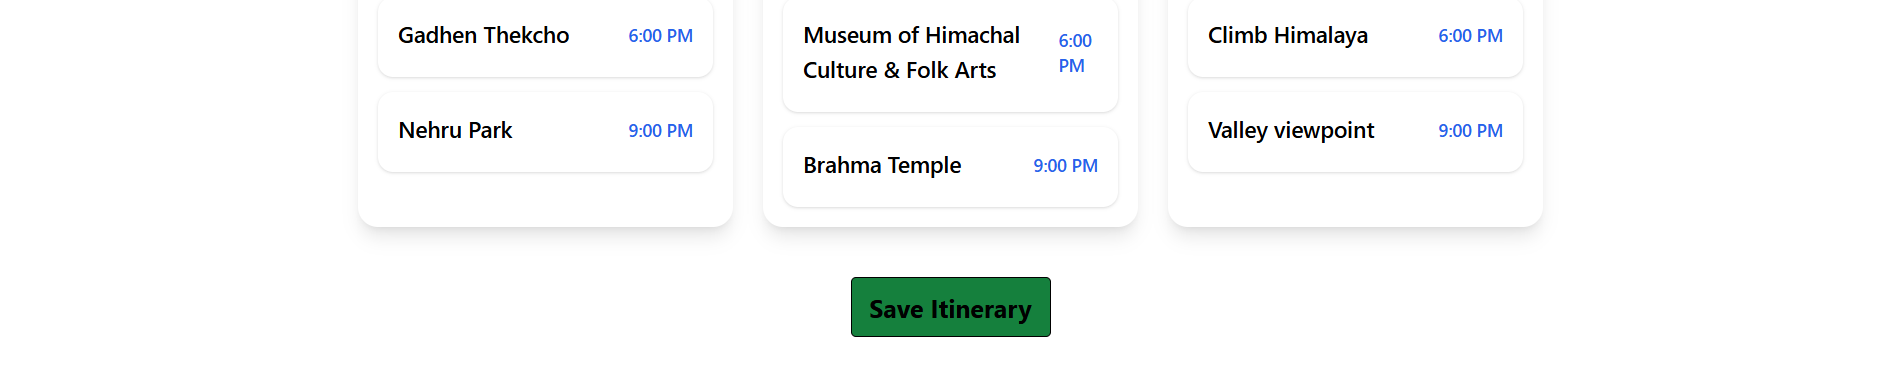 Gadhen Thekcho 6:00 PM
Nehru Park 9:00 PM
Museum of Himachal
Culture & Folk Arts
6:00
PM
Brahma Temple 9:00 PM
Climb Himalaya 6:00 PM
Valley viewpoint 9:00 PM
Save Itinerary